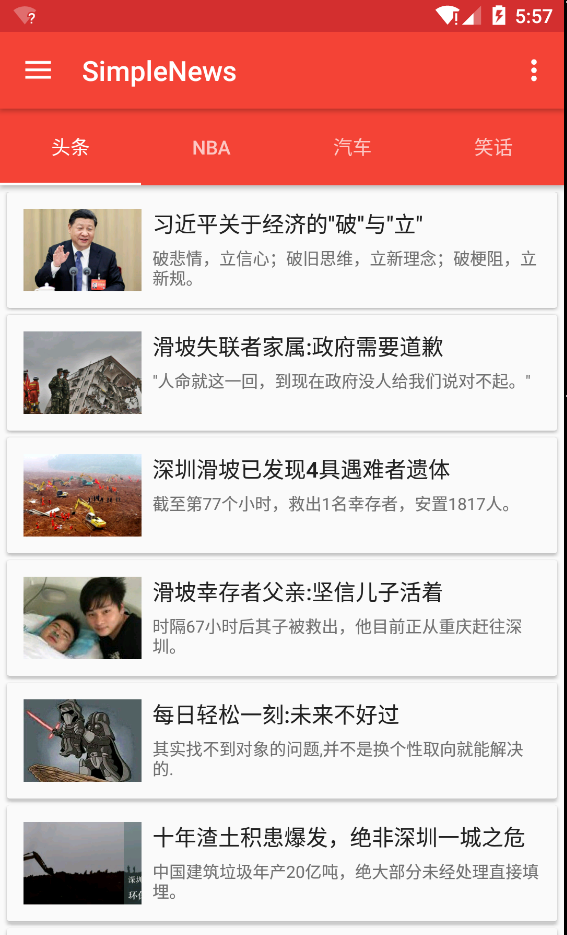 5:57
SimpleNews
头条 NBA 汽车 笑话
习近平关于经济的"破"与"立"
破悲情，立信心；破旧思维，立新理念；破梗阻，立
新规。
滑坡失联者家属:政府需要道歉
"人命就这一回，到现在政府没人给我们说对不起。"
深圳滑坡已发现4具遇难者遗体
截至第77个小时，救出1名幸存者，安置1817人。
滑坡幸存者父亲:坚信儿子活着
时隔67小时后其子被救出，他目前正从重庆赶往深
圳。
每日轻松一刻:未来不好过
其实找不到对象的问题,并不是换个性取向就能解决
的.
十年渣土积患爆发，绝非深圳一城之危
中国建筑垃圾年产20亿吨，绝大部分未经处理直接填
埋。